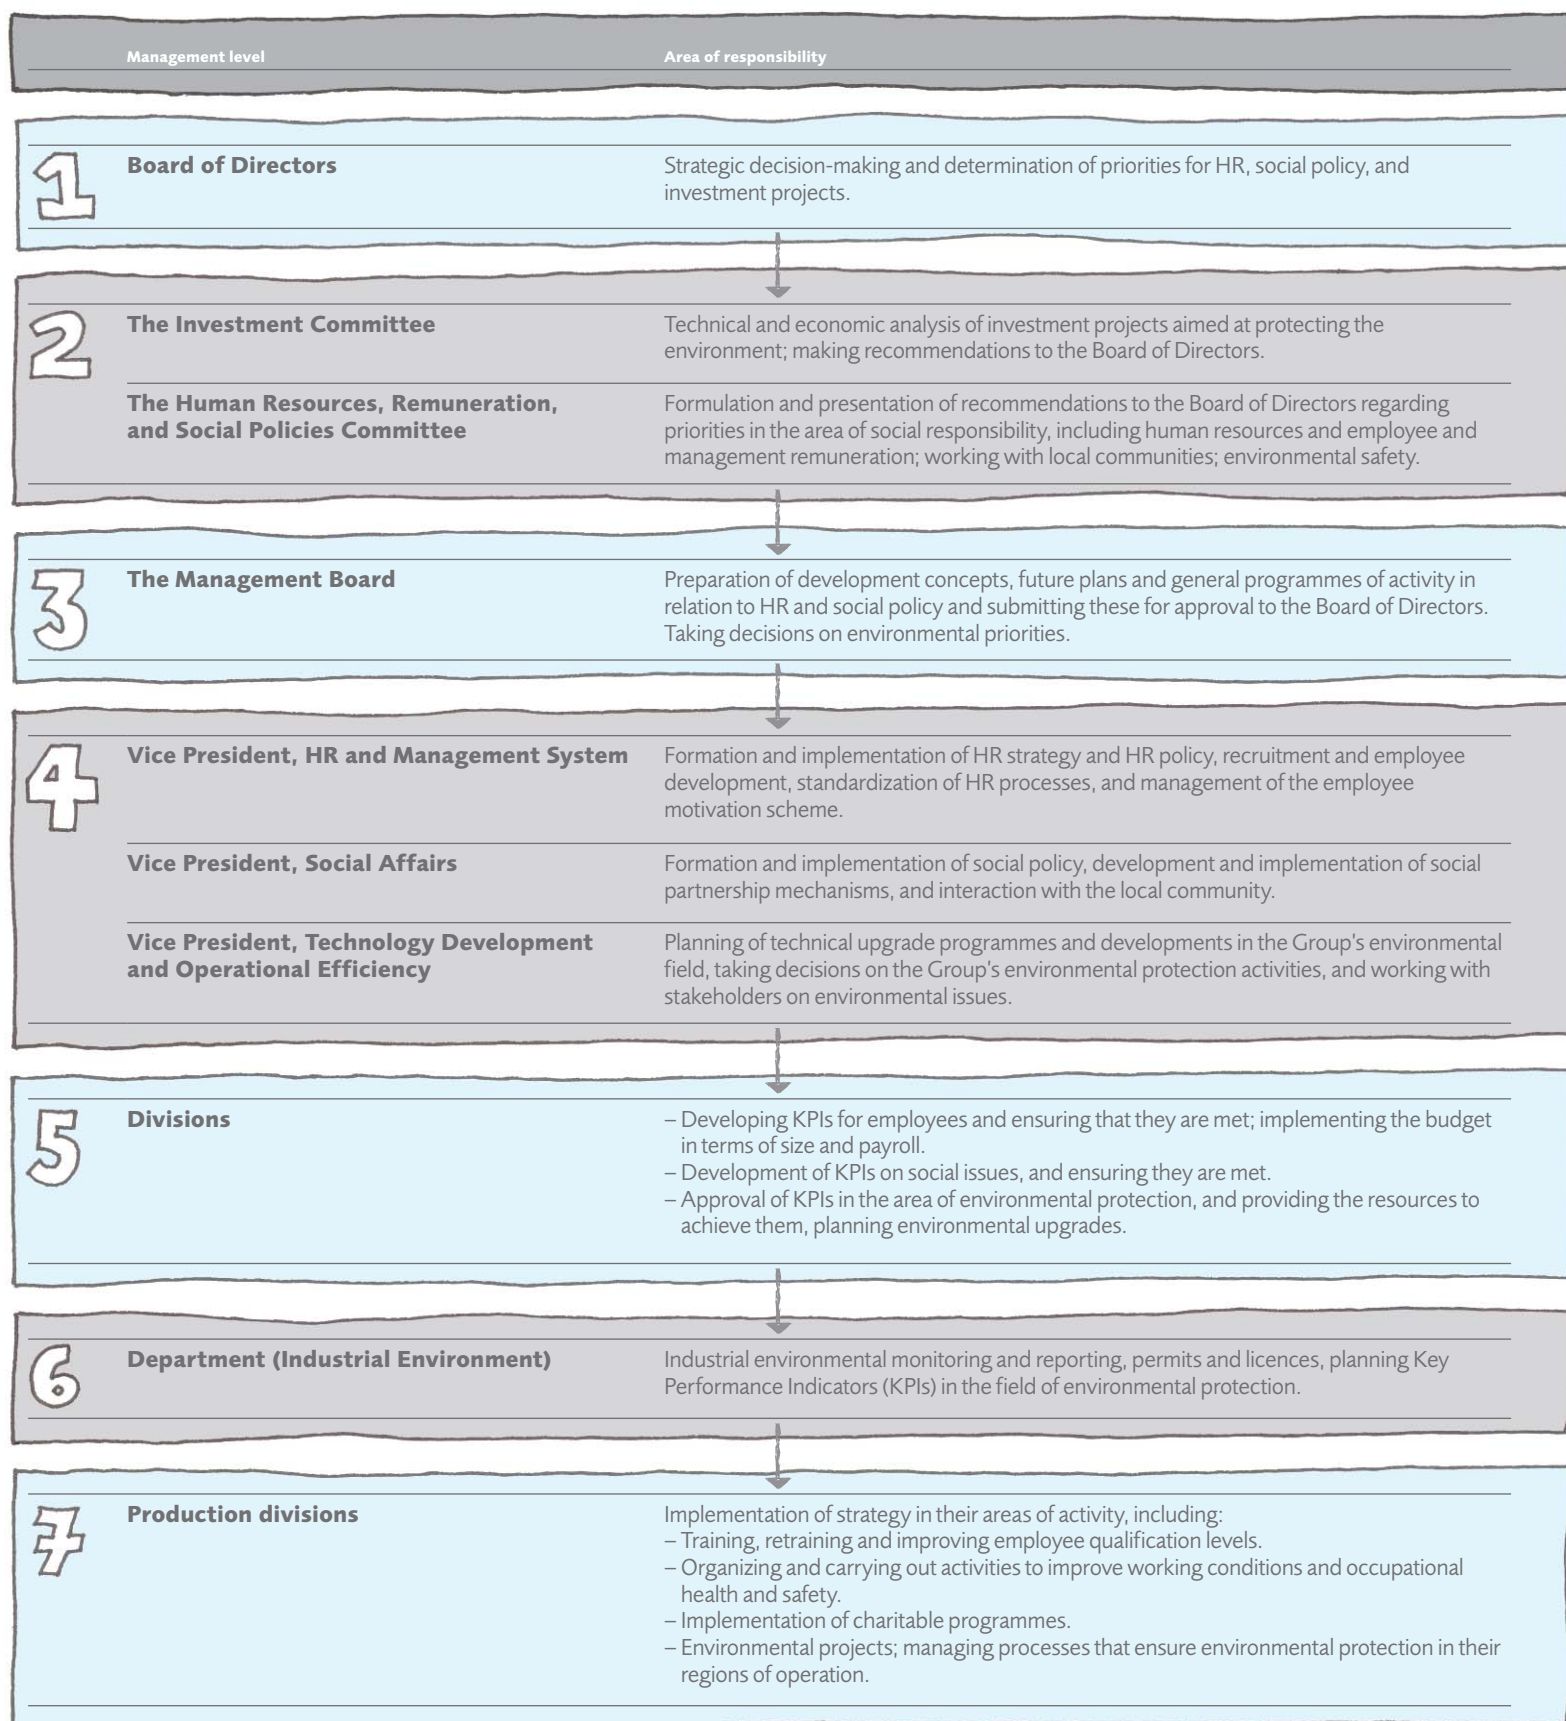 Management level
Area of responsibility
1
Board of Directors
Strategic decision-making and determination of priorities for HR, social policy, and
investment projects.
2
The Investment Committee
Technical and economic analysis of investment projects aimed at protecting the
environment; making recommendations to the Board of Directors.
The Human Resources, Remuneration,
and Social Policies Committee
Formulation and presentation of recommendations to the Board of Directors regarding
priorities in the area of social responsibility, including human resources and employee and
management remuneration; working with local communities; environmental safety.
3
The Management Board
Preparation of development concepts, future plans and general programmes of activity in
relation to HR and social policy and submitting these for approval to the Board of Directors.
Taking decisions on environmental priorities.
4
Vice President, HR and Management System
Formation and implementation of HR strategy and HR policy, recruitment and employee
development, standardization of HR processes, and management of the employee
motivation scheme.
Vice President, Social Affairs
Formation and implementation of social policy, development and implementation of social
partnership mechanisms, and interaction with the local community.
Vice President, Technology Development
and Operational Efficiency
Planning of technical upgrade programmes and developments in the Group's environmental
field, taking decisions on the Group's environmental protection activities, and working with
stakeholders on environmental issues.
5
Divisions
– Developing KPIs for employees and ensuring that they are met; implementing the budget
in terms of size and payroll.
– Development of KPIs on social issues, and ensuring they are met.
– Approval of KPIs in the area of environmental protection, and providing the resources to
achieve them, planning environmental upgrades.
6
Department (Industrial Environment)
Industrial environmental monitoring and reporting, permits and licences, planning Key
Performance Indicators (KPIs) in the field of environmental protection.
7
Production divisions
Implementation of strategy in their areas of activity, including:
– Training, retraining and improving employee qualification levels.
– Organizing and carrying out activities to improve working conditions and occupational
health and safety.
– Implementation of charitable programmes.
– Environmental projects; managing processes that ensure environmental protection in their
regions of operation.